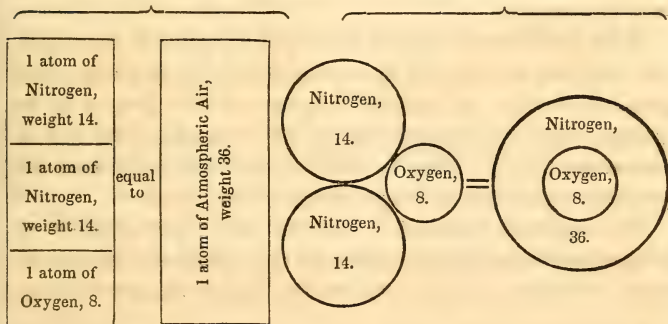 1 atom of
Nitrogen,
weight 14.
1 atom of
Nitrogen,
weight 14.
1 atom of
Oxygen, 8.
equal
to
1 atom of Atmospheric Air,
weight 36.
Nitrogen,
14.
Nitrogen,
14.
Oxygen,
8.
=
Nitrogen,
Oxygen,
8.
36.